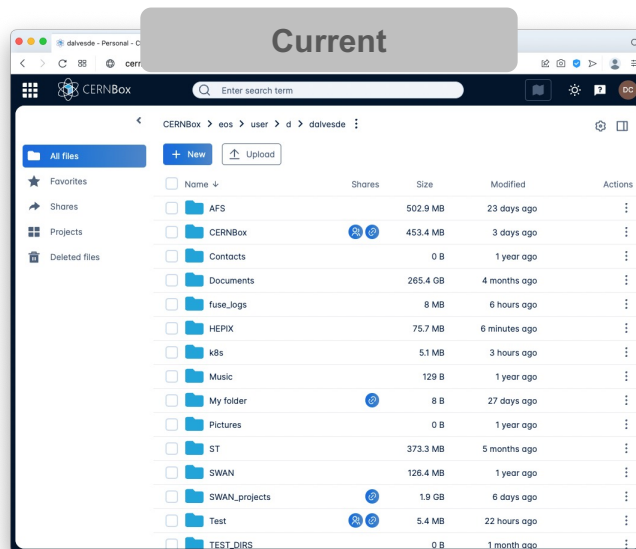 Current
dalvesde - Personal - C
cern
CERNBox
Enter search term
?
DC
CERNBox > eos > user > d > dalvesde
All files
Favorites
Shares
Projects
Deleted files
+ New
Upload
Name ↓ Shares Size Modified Actions
AFS 502.9 MB 23 days ago
CERNBox 453.4 MB 3 days ago
Contacts 0 B 1 year ago
Documents 265.4 GB 4 months ago
fuse_logs 8 MB 6 hours ago
HEPIX 75.7 MB 6 minutes ago
k8s 5.1 MB 3 hours ago
Music 129 B 1 year ago
My folder 8 B 27 days ago
Pictures 0 B 1 year ago
ST 373.3 MB 5 months ago
SWAN 126.4 MB 1 year ago
SWAN_projects 1.9 GB 6 days ago
Test 5.4 MB 22 hours ago
TEST_DIRS 0 B 1 month ago